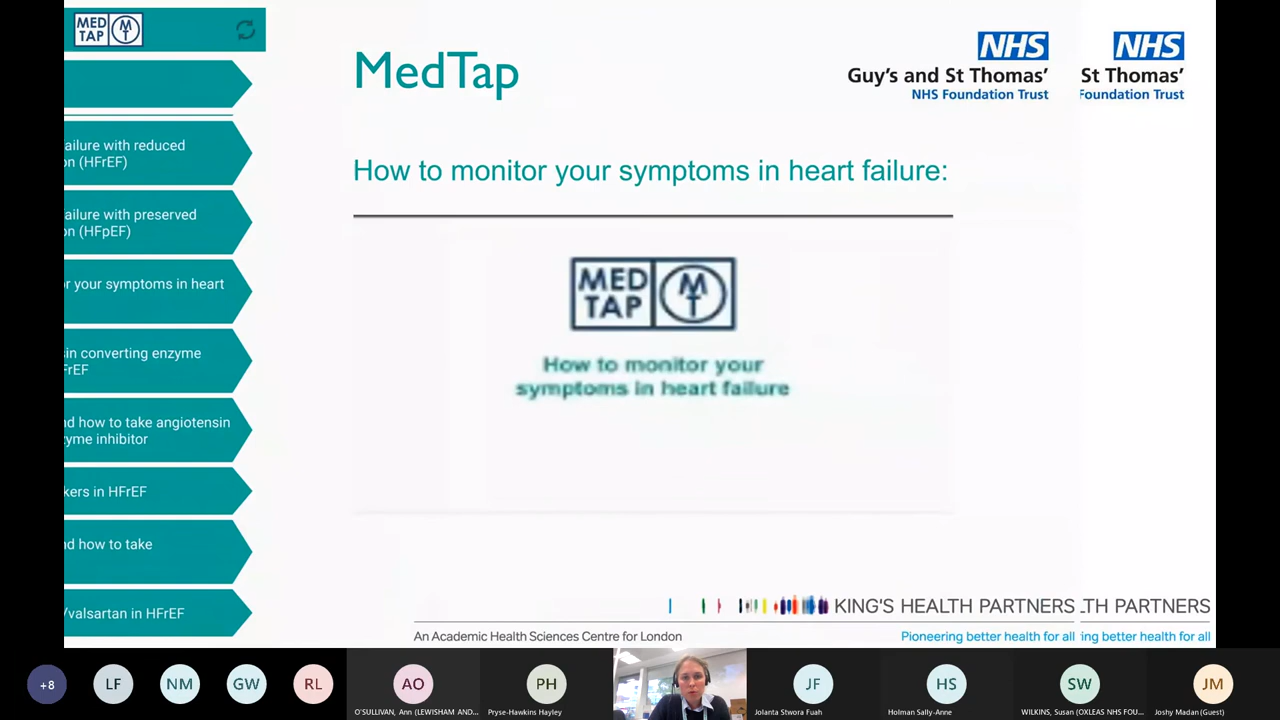 MED
TAP
MT
ailure with reduced
on (HFrEF)
ailure with preserved
on (HFpEF)
or your symptoms in heart
sin converting enzyme
FrEF
nd how to take angiotensin
zyme inhibitor
kers in HFrEF
nd how to take
/valsartan in HFrEF
MedTap
NHS
Guy's and St Thomas'
NHS Foundation Trust
NHS
St Thomas'
Foundation Trust
How to monitor your symptoms in heart failure:
MED
TAP
MT
How to monitor your
symptoms in heart failure
KING'S HEALTH PARTNERS
TH PARTNERS
An Academic Health Sciences Centre for London
Pioneering better health for all
ing better health for all
+8
LF
NM
GW
RL
AO
O'SULLIVAN, Ann (LEWISHAM AND...
PH
Pryse-Hawkins Hayley
JF
Jolanta Stwora Fuah
HS
Holman Sally-Anne
SW
WILKINS, Susan (OXLEAS NHS FOU...
JM
Joshy Madan (Guest)